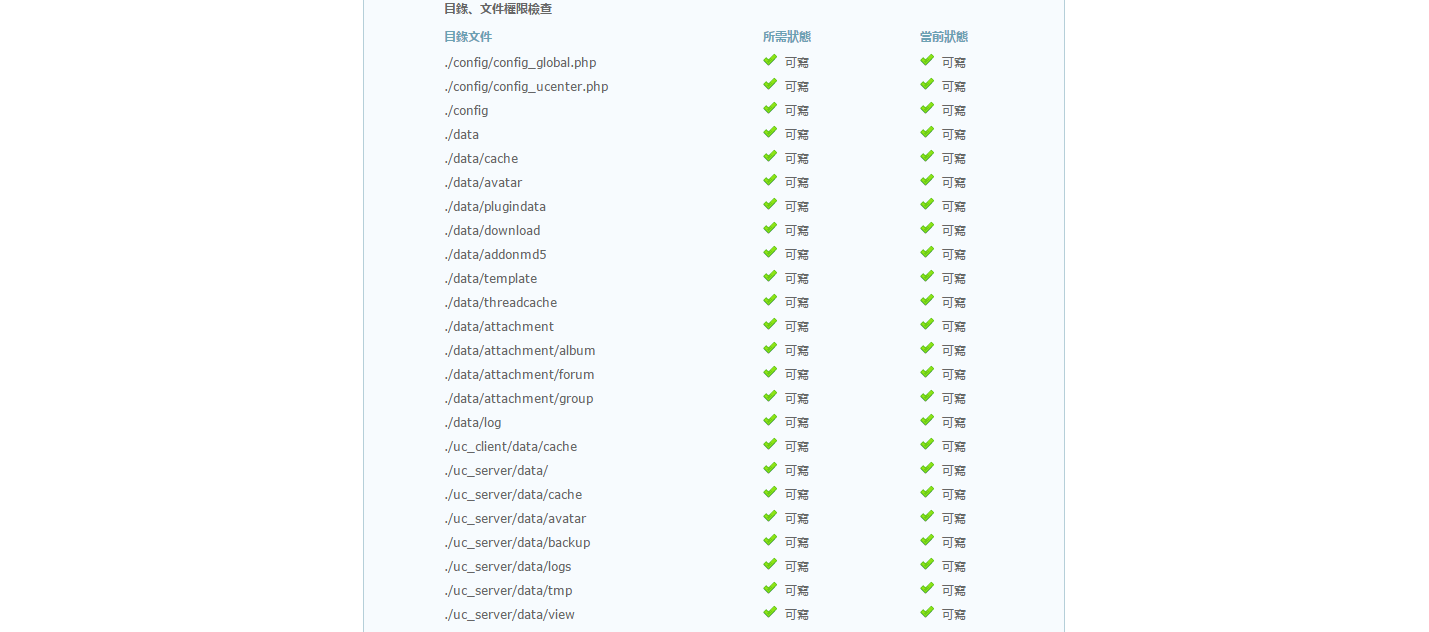 目錄、文件權限檢查
目錄文件 所需狀態 當前狀態
./config/config_global.php 可寫 可寫
./config/config_ucenter.php 可寫 可寫
./config 可寫 可寫
./data 可寫 可寫
./data/cache 可寫 可寫
./data/avatar 可寫 可寫
./data/plugindata 可寫 可寫
./data/download 可寫 可寫
./data/addonmd5 可寫 可寫
./data/template 可寫 可寫
./data/threadcache 可寫 可寫
./data/attachment 可寫 可寫
./data/attachment/album 可寫 可寫
./data/attachment/forum 可寫 可寫
./data/attachment/group 可寫 可寫
./data/log 可寫 可寫
./uc_client/data/cache 可寫 可寫
./uc_server/data/ 可寫 可寫
./uc_server/data/cache 可寫 可寫
./uc_server/data/avatar 可寫 可寫
./uc_server/data/backup 可寫 可寫
./uc_server/data/logs 可寫 可寫
./uc_server/data/tmp 可寫 可寫
./uc_server/data/view 可寫 可寫